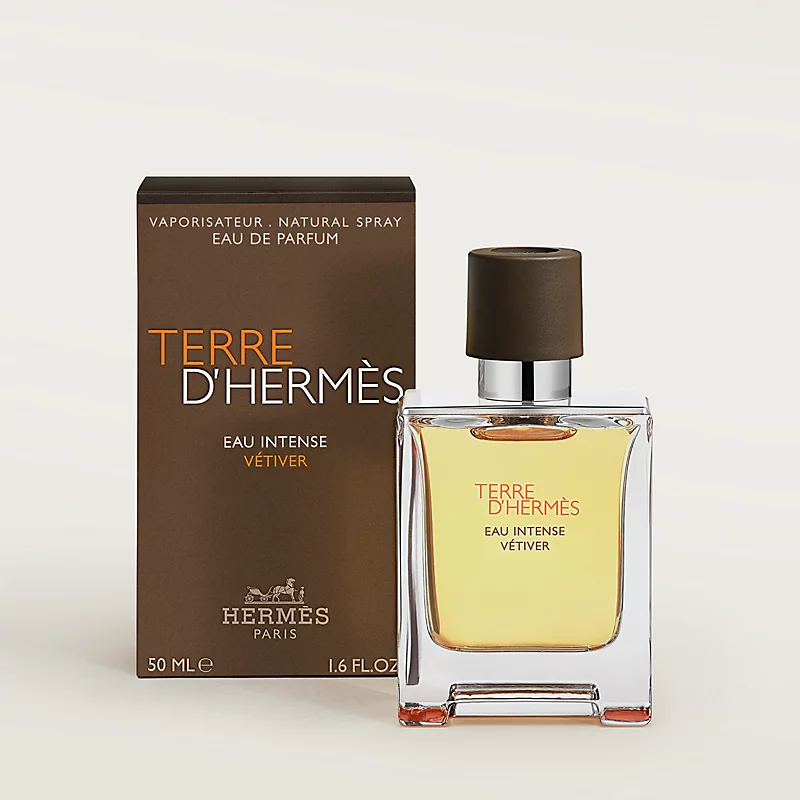 VAPORISATEUR . NATURAL SPRAY
EAU DE PARFUM
TERRE
D'HERMÈS
EAU INTENSE
VÉTIVER
HERMÈS
PARIS
50 ML ℮
1.6 FL.OZ
TERRE
D'HERMÈS
EAU INTENSE
VÉTIVER